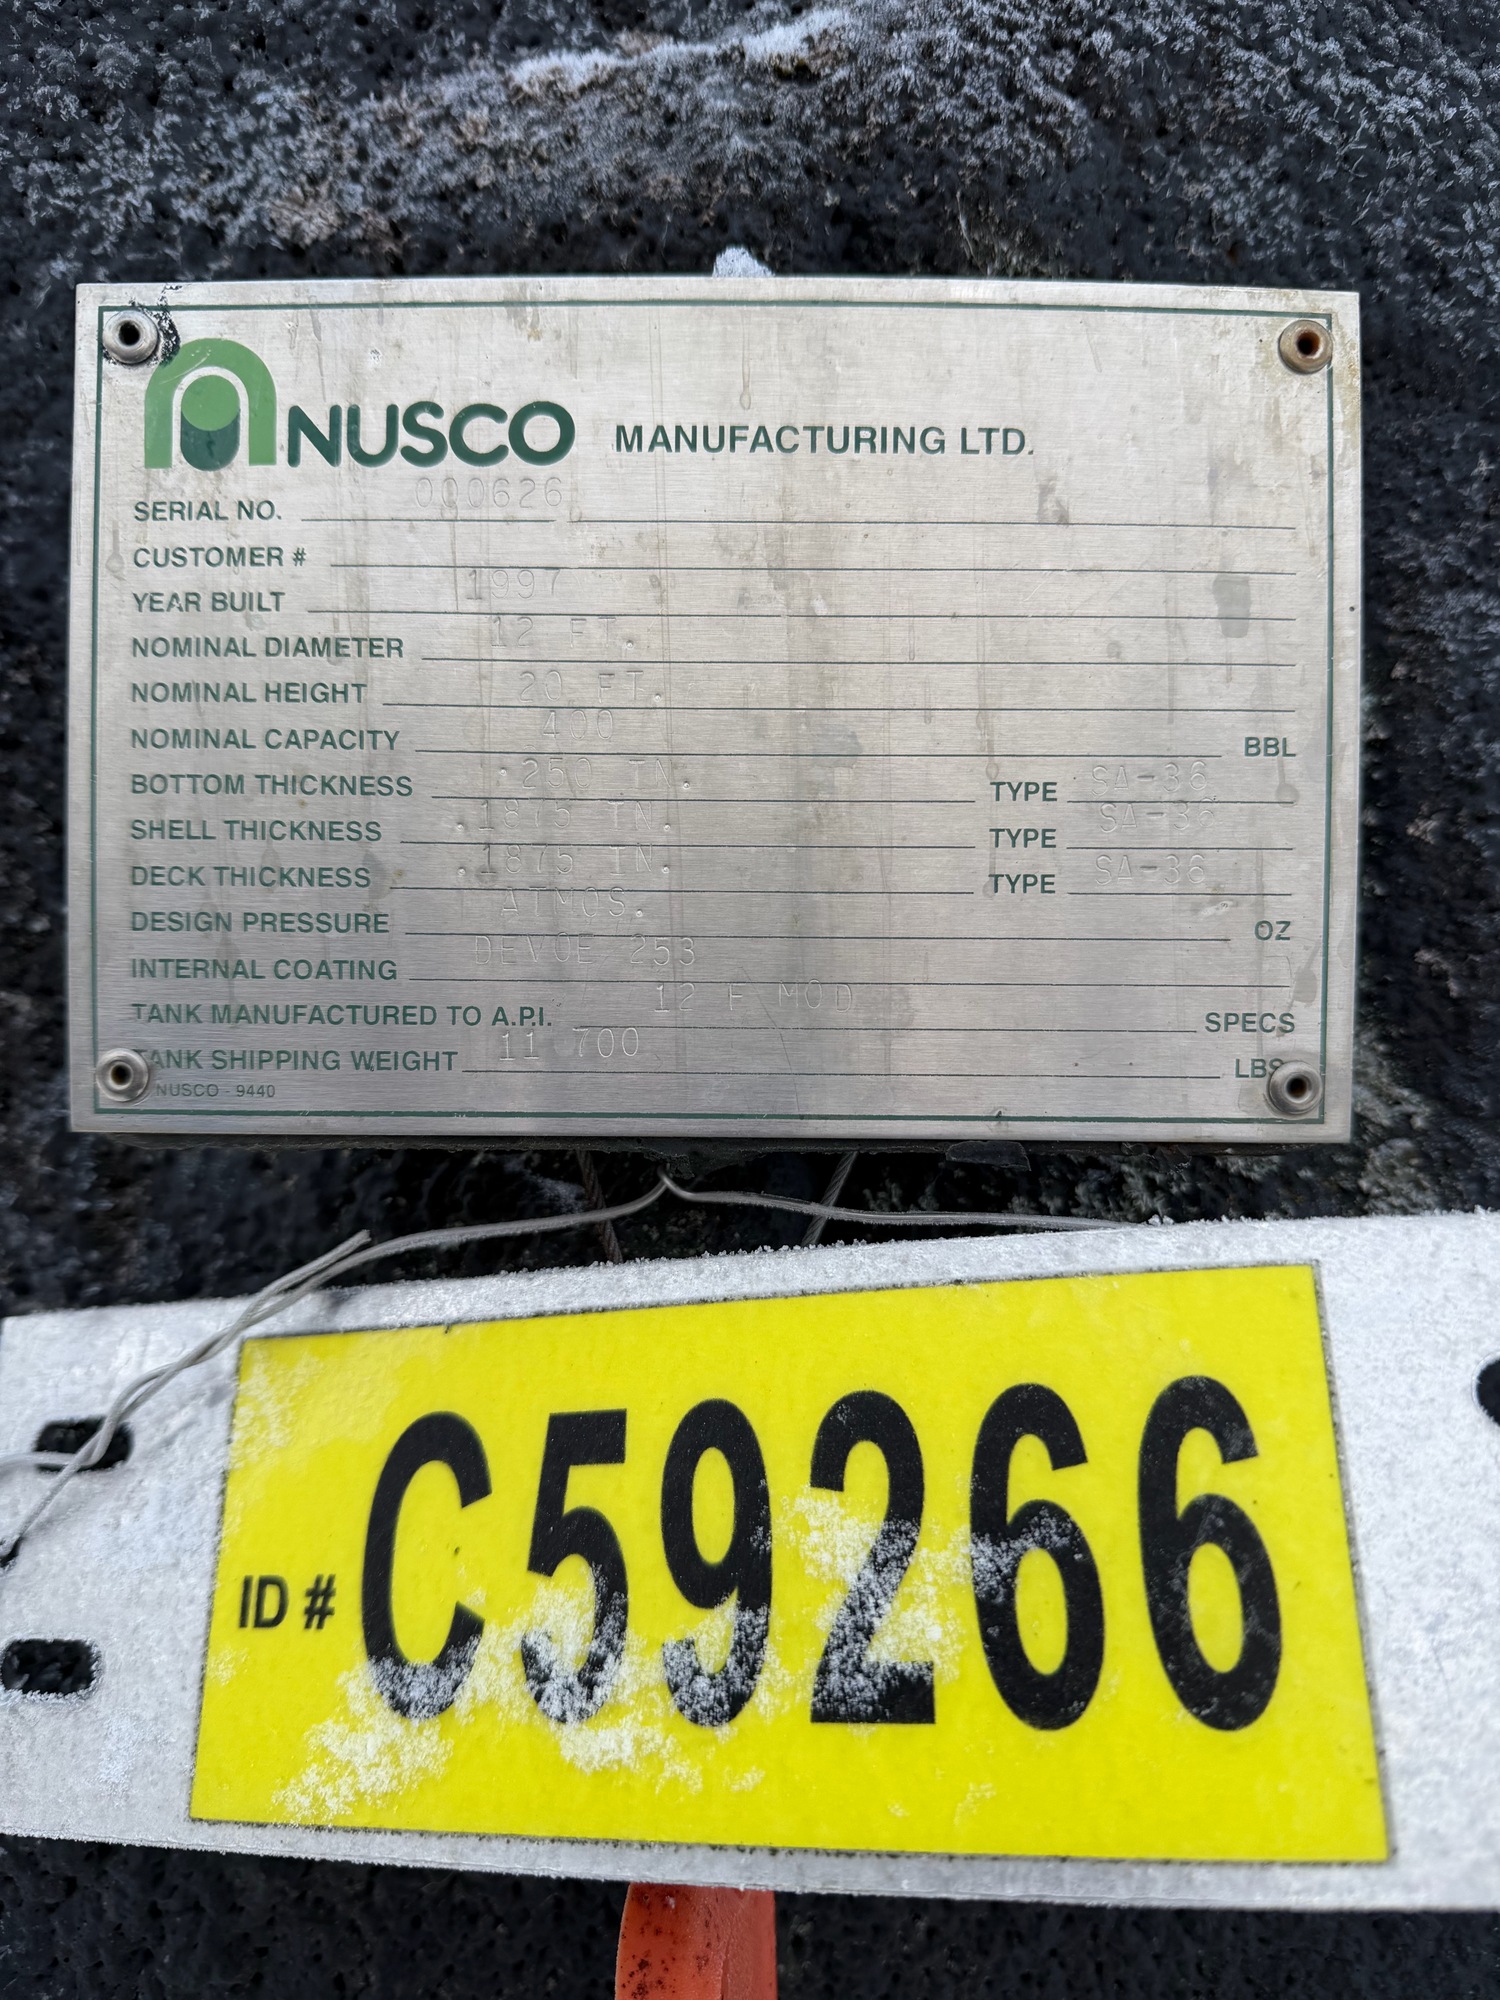 NUSCO MANUFACTURING LTD.
SERIAL NO. 000626
CUSTOMER #
YEAR BUILT 1997
NOMINAL DIAMETER 12 FT.
NOMINAL HEIGHT 20 FT.
NOMINAL CAPACITY 400 BBL
BOTTOM THICKNESS .250 IN. TYPE SA-36
SHELL THICKNESS .1875 IN. TYPE SA-36
DECK THICKNESS .1875 IN. TYPE SA-36
DESIGN PRESSURE ATMOS. OZ
INTERNAL COATING DEVOE 253
TANK MANUFACTURED TO A.P.I. 12 F MOD SPECS
TANK SHIPPING WEIGHT 11 700 LBS
NUSCO - 9440
ID # C59266